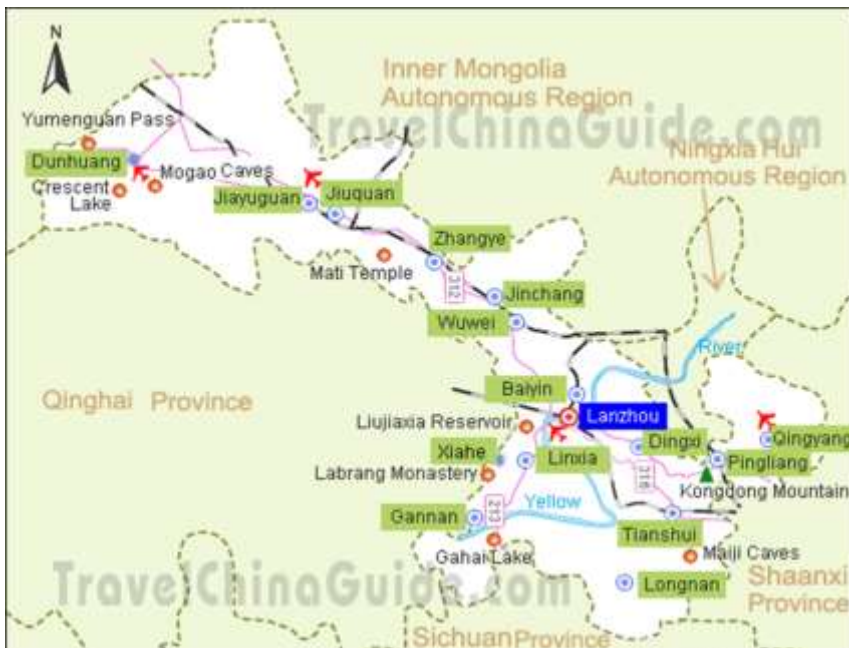 N
Inner Mongolia
Autonomous Region
TravelChinaGuide.com
Yumenguan Pass
Ningxia Hui
Autonomous Region
Dunhuang
Mogao Caves
Crescent
Lake
Jiayuguan
Jiuquan
Zhangye
Mati Temple
312
Jinchang
Wuwei
River
Qinghai Province
Baiyin
Liujiaxia Reservoir
Lanzhou
Dingxi
Qingyang
Xiahe
Linxia
Pingliang
Labrang Monastery
316
Kongdong Mountain
Yellow
213
Gannan
Tianshui
Gahai Lake
Maiji Caves
TravelChinaGuide.com
Longnan
Shaanxi
Province
Sichuan Province